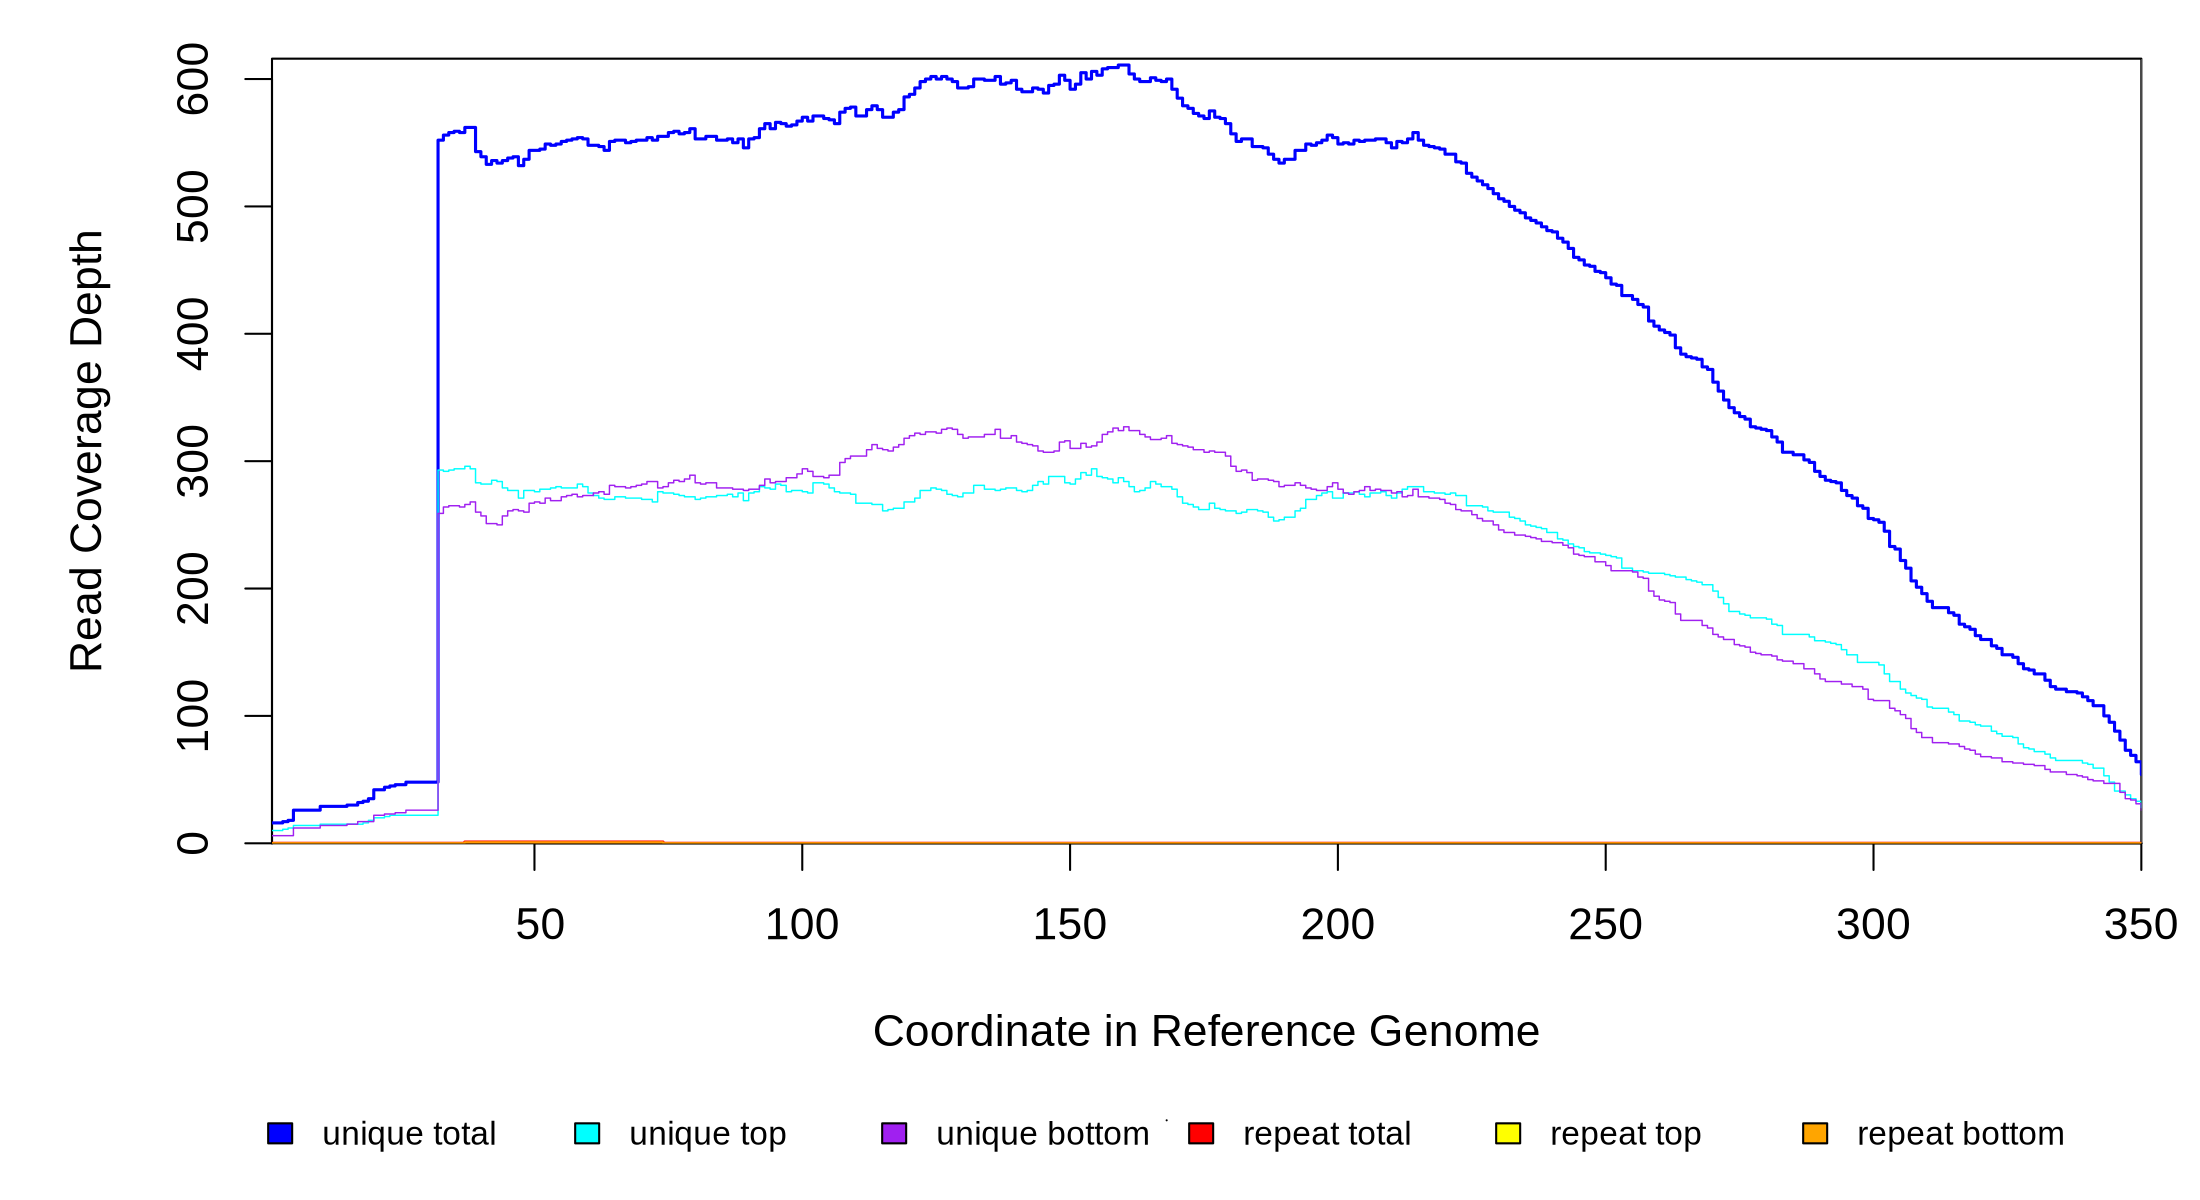 600
500
400
300
200
100
0
Read Coverage Depth
50 100 150 200 250 300 350
Coordinate in Reference Genome
unique total unique top unique bottom repeat total repeat top repeat bottom